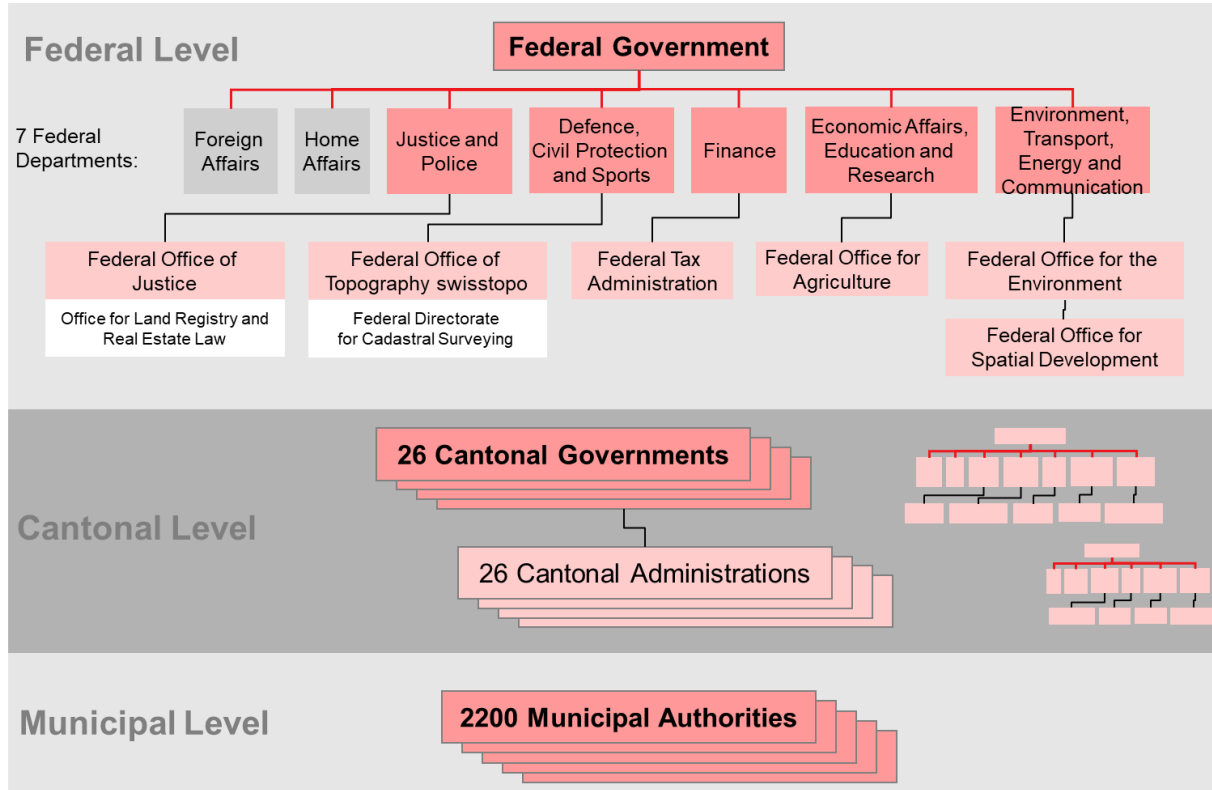 Federal Level
Federal Government
7 Federal
Departments:
Foreign
Affairs
Home
Affairs
Justice and
Police
Defence,
Civil Protection
and Sports
Finance
Economic Affairs,
Education and
Research
Environment,
Transport,
Energy and
Communication
Federal Office of
Justice
Office for Land Registry and
Real Estate Law
Federal Office of
Topography swisstopo
Federal Directorate
for Cadastral Surveying
Federal Tax
Administration
Federal Office for
Agriculture
Federal Office for the
Environment
Federal Office for
Spatial Development
Cantonal Level
26 Cantonal Governments
26 Cantonal Administrations
Municipal Level
2200 Municipal Authorities